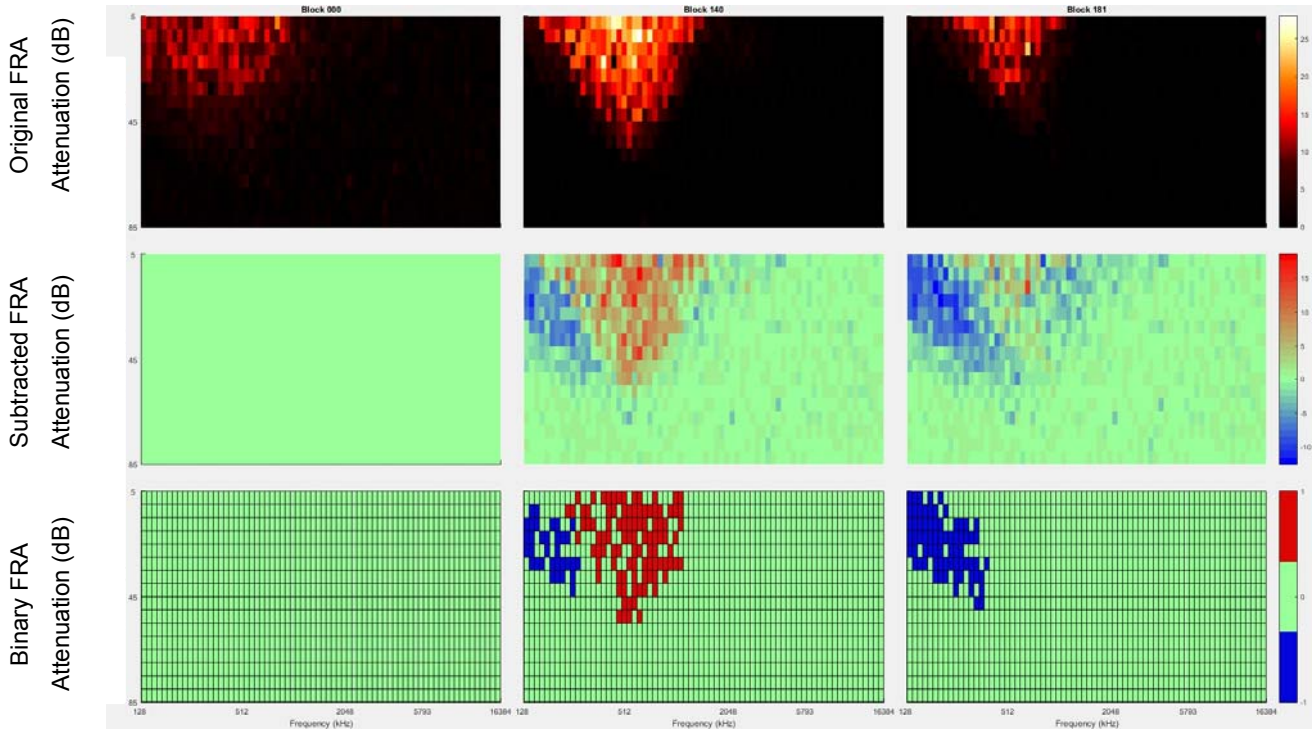 Block 000
Block 140
Block 181
Original FRA
Attenuation (dB)
5
45
85
25
20
15
10
5
0
Subtracted FRA
Attenuation (dB)
5
45
85
15
10
5
0
-5
-10
Binary FRA
Attenuation (dB)
5
45
85
1
0
-1
128 512 2048 5793 16384
128 512 2048 5793 16384
128 512 2048 5793 16384
Frequency (kHz)
Frequency (kHz)
Frequency (kHz)